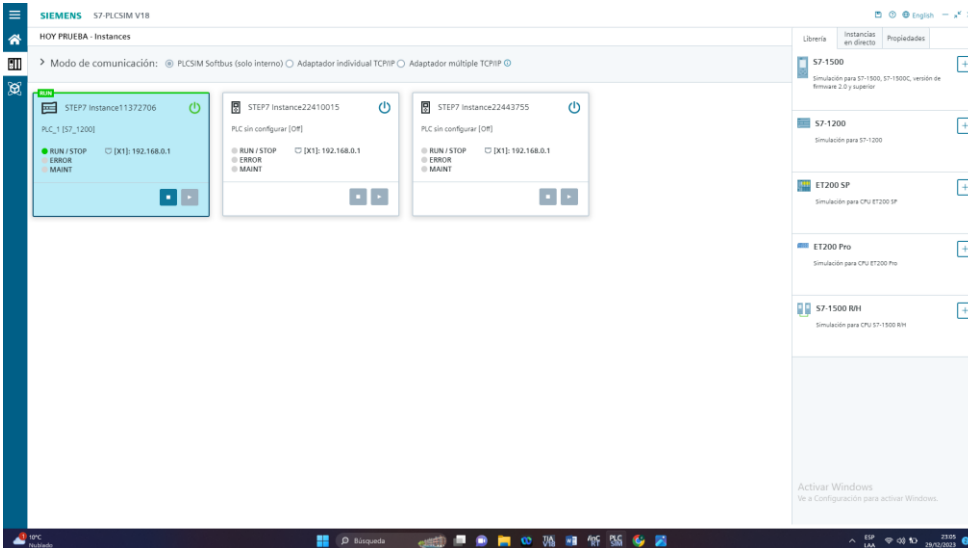 SIEMENS S7-PLCSIM V18
English
HOY PRUEBA - Instances
Librería
Instancias en directo
Propiedades
Modo de comunicación: PLCSIM Softbus (solo interno) Adaptador individual TCP/IP Adaptador múltiple TCP/IP
RUN
STEP7 Instance11372706
PLC_1 [S7_1200]
RUN / STOP [X1]: 192.168.0.1
ERROR
MAINT
STEP7 Instance22410015
PLC sin configurar [Off]
RUN / STOP [X1]: 192.168.0.1
ERROR
MAINT
STEP7 Instance22443755
PLC sin configurar [Off]
RUN / STOP [X1]: 192.168.0.1
ERROR
MAINT
S7-1500
Simulación para S7-1500, S7-1500C, versión de
firmware 2.0 y superior
S7-1200
Simulación para S7-1200
ET200 SP
Simulación para CPU ET200 SP
ET200 Pro
Simulación para CPU ET200 Pro
S7-1500 R/H
Simulación para CPU S7-1500 R/H
Activar Windows
Ve a Configuración para activar Windows.
10°C
Nublado
Búsqueda
ESP
LAA
23:05
29/12/2023